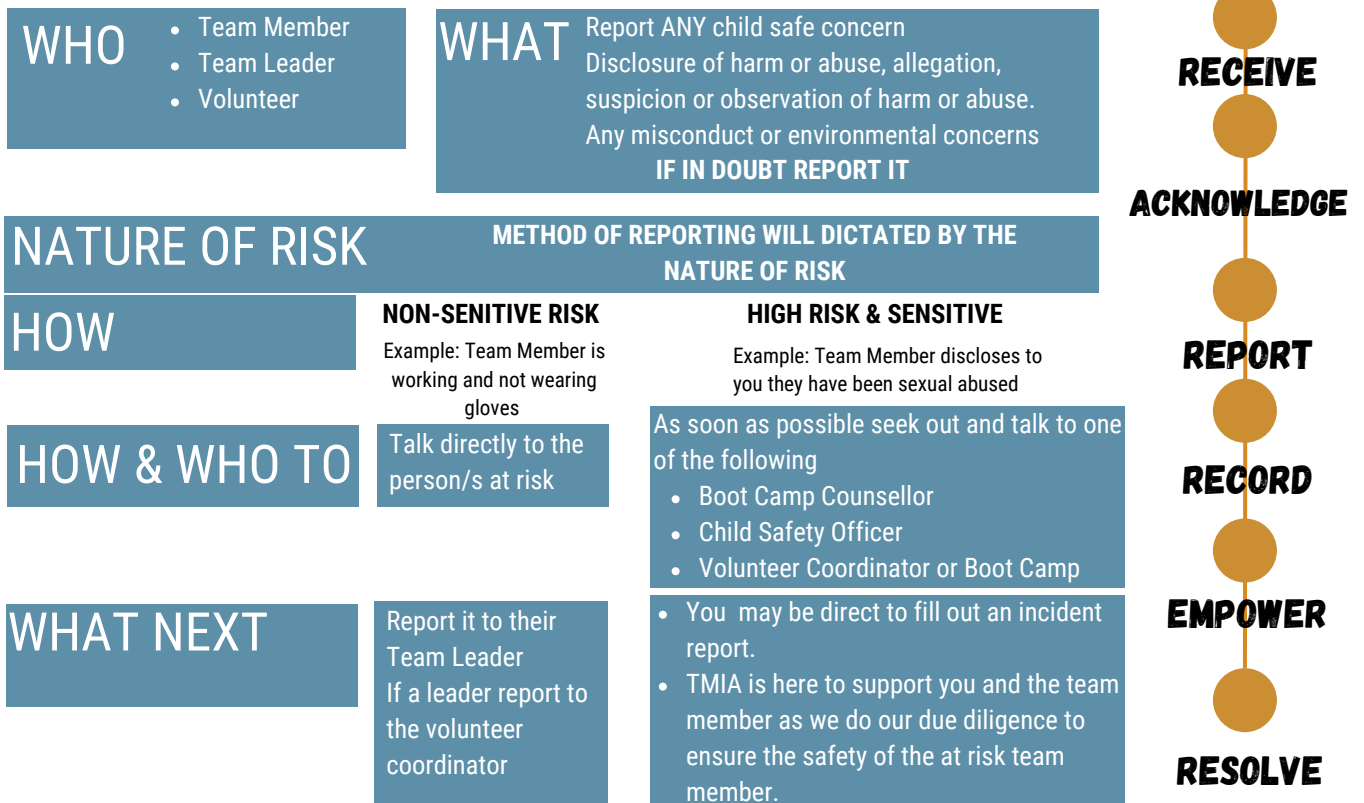 WHO
• Team Member
• Team Leader
• Volunteer
WHAT
Report ANY child safe concern
Disclosure of harm or abuse, allegation,
suspicion or observation of harm or abuse.
Any misconduct or environmental concerns
IF IN DOUBT REPORT IT
NATURE OF RISK
METHOD OF REPORTING WILL DICTATED BY THE
NATURE OF RISK
HOW
NON-SENITIVE RISK
Example: Team Member is
working and not wearing
gloves
HIGH RISK & SENSITIVE
Example: Team Member discloses to
you they have been sexual abused
HOW & WHO TO
Talk directly to the
person/s at risk
As soon as possible seek out and talk to one
of the following
• Boot Camp Counsellor
• Child Safety Officer
• Volunteer Coordinator or Boot Camp
WHAT NEXT
Report it to their
Team Leader
If a leader report to
the volunteer
coordinator
• You may be direct to fill out an incident
report.
• TMIA is here to support you and the team
member as we do our due diligence to
ensure the safety of the at risk team
member.
RECEIVE
ACKNOWLEDGE
REPORT
RECORD
EMPOWER
RESOLVE